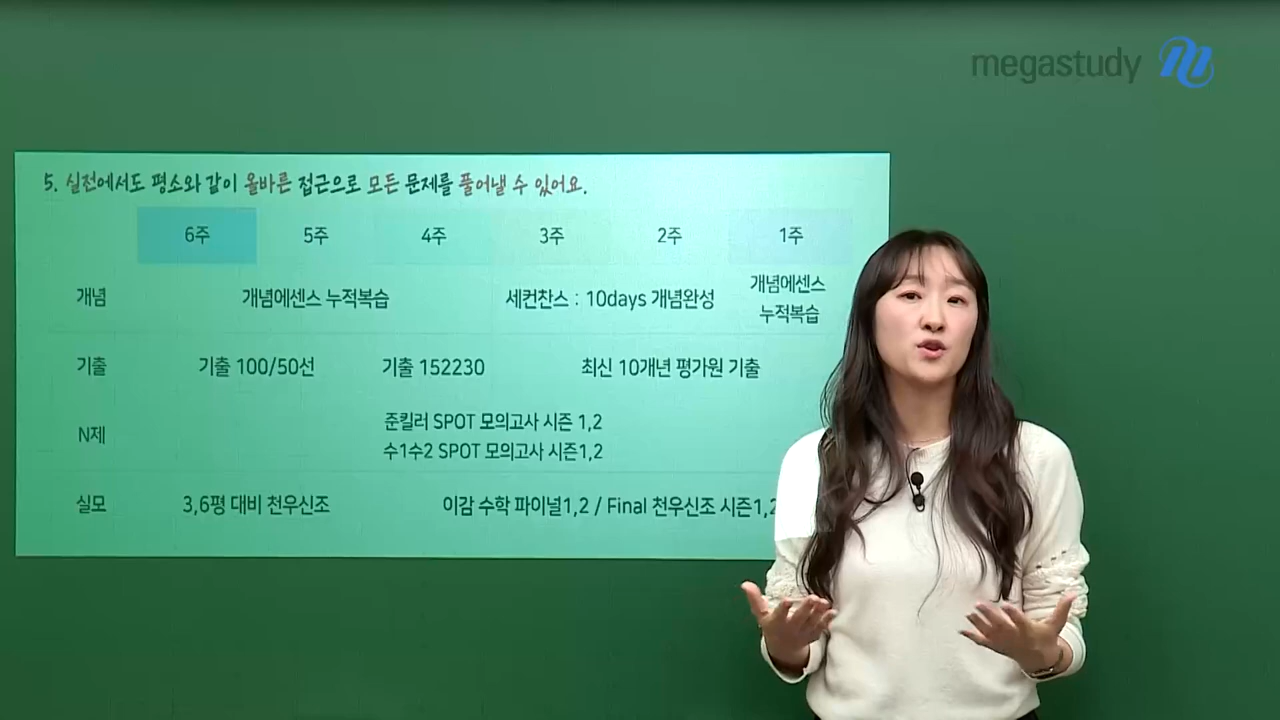 megastudy
5. 실전에서도 평소와 같이 올바른 접근으로 모든 문제를 풀어낼 수 있어요.
6주 5주 4주 3주 2주 1주
개념 개념에센스 누적복습 세컨찬스 : 10days 개념완성 개념에센스
누적복습
기출 기출 100/50선 기출 152230 최신 10개년 평가원 기출
N제 준킬러 SPOT 모의고사 시즌 1,2
수1수2 SPOT 모의고사 시즌1,2
실모 3,6평 대비 천우신조 이감 수학 파이널1,2 / Final 천우신조 시즌1,2